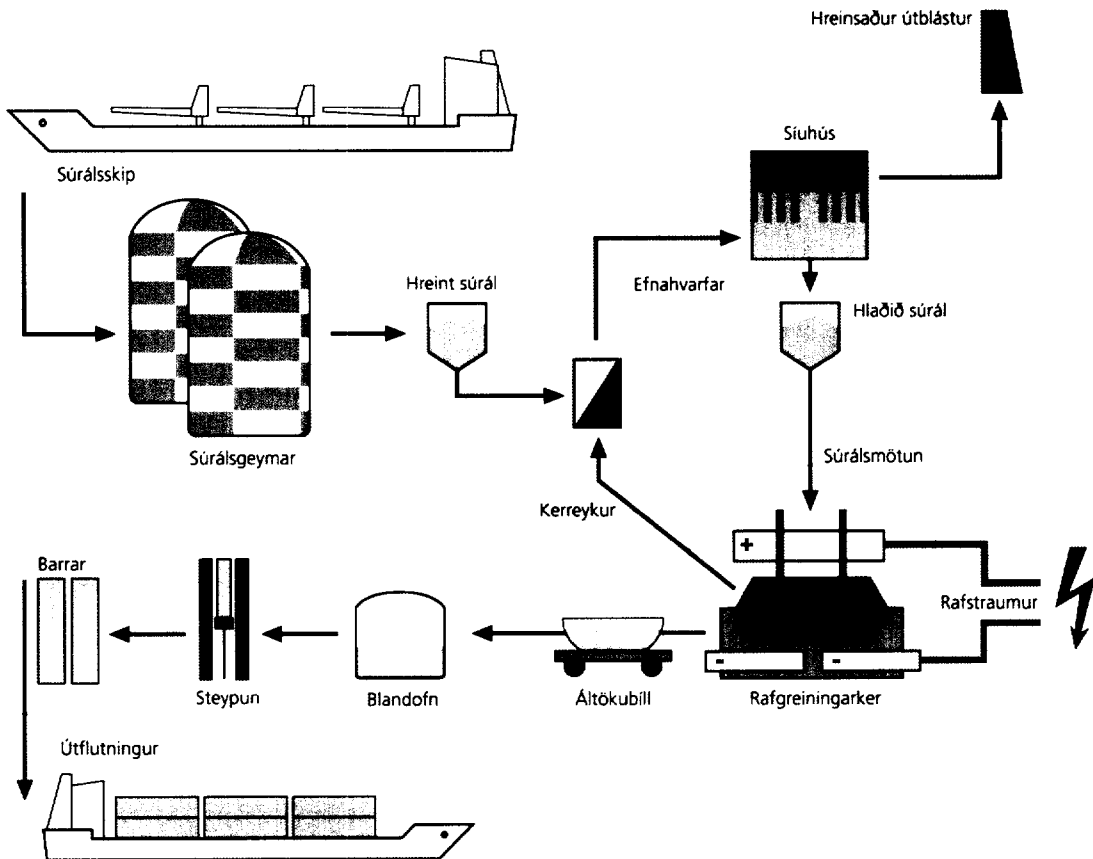 Hreinsaður útblástur
Síuhús
Súrálsskip
Hreint súrál
Efnahvarfar
Hlaðið súrál
Súrálsgeymar
Súrálsmötun
Kerreykur
+
Barrar
Rafstraumur
- -
Steypun
Blandofn
Áltökubíll
Rafgreiningarker
Útflutningur